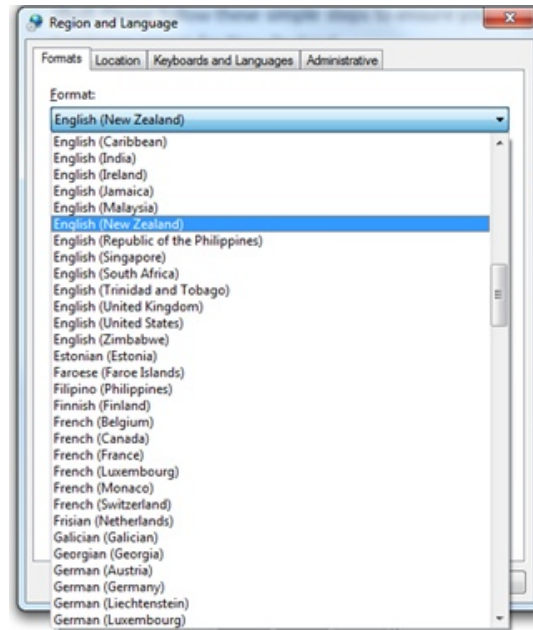 Region and Language
Formats Location Keyboards and Languages Administrative
Format:
English (New Zealand)
English (Caribbean)
English (India)
English (Ireland)
English (Jamaica)
English (Malaysia)
English (New Zealand)
English (Republic of the Philippines)
English (Singapore)
English (South Africa)
English (Trinidad and Tobago)
English (United Kingdom)
English (United States)
English (Zimbabwe)
Estonian (Estonia)
Faroese (Faroe Islands)
Filipino (Philippines)
Finnish (Finland)
French (Belgium)
French (Canada)
French (France)
French (Luxembourg)
French (Monaco)
French (Switzerland)
Frisian (Netherlands)
Galician (Galician)
Georgian (Georgia)
German (Austria)
German (Germany)
German (Liechtenstein)
German (Luxembourg)